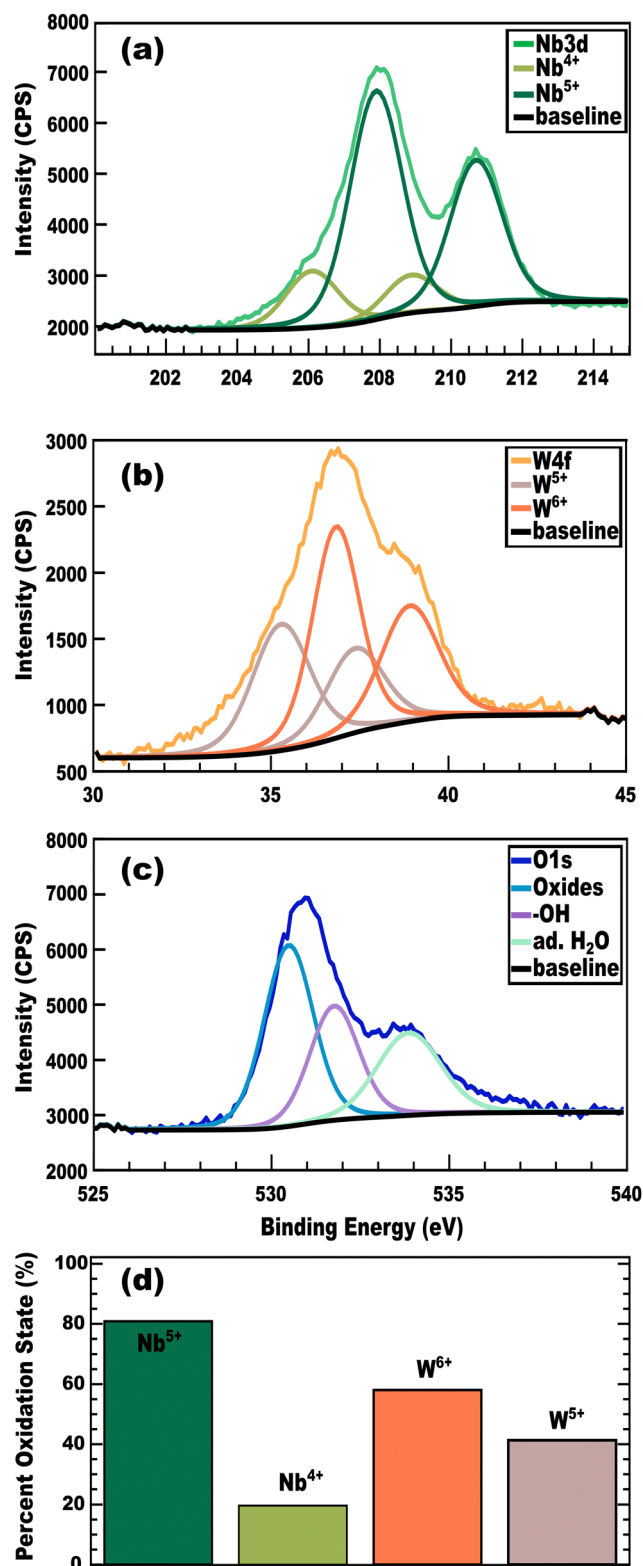 (a)
Nb3d
Nb4+
Nb5+
baseline
Intensity (CPS)
8000
7000
6000
5000
4000
3000
2000
202 204 206 208 210 212 214
(b)
W4f
W5+
W6+
baseline
Intensity (CPS)
3000
2500
2000
1500
1000
500
30 35 40 45
(c)
O1s
Oxides
-OH
ad. H2O
baseline
Intensity (CPS)
8000
7000
6000
5000
4000
3000
2000
525 530 535 540
Binding Energy (eV)
(d)
Percent Oxidation State (%)
100
80
60
40
20
0
Nb5+
Nb4+
W6+
W5+